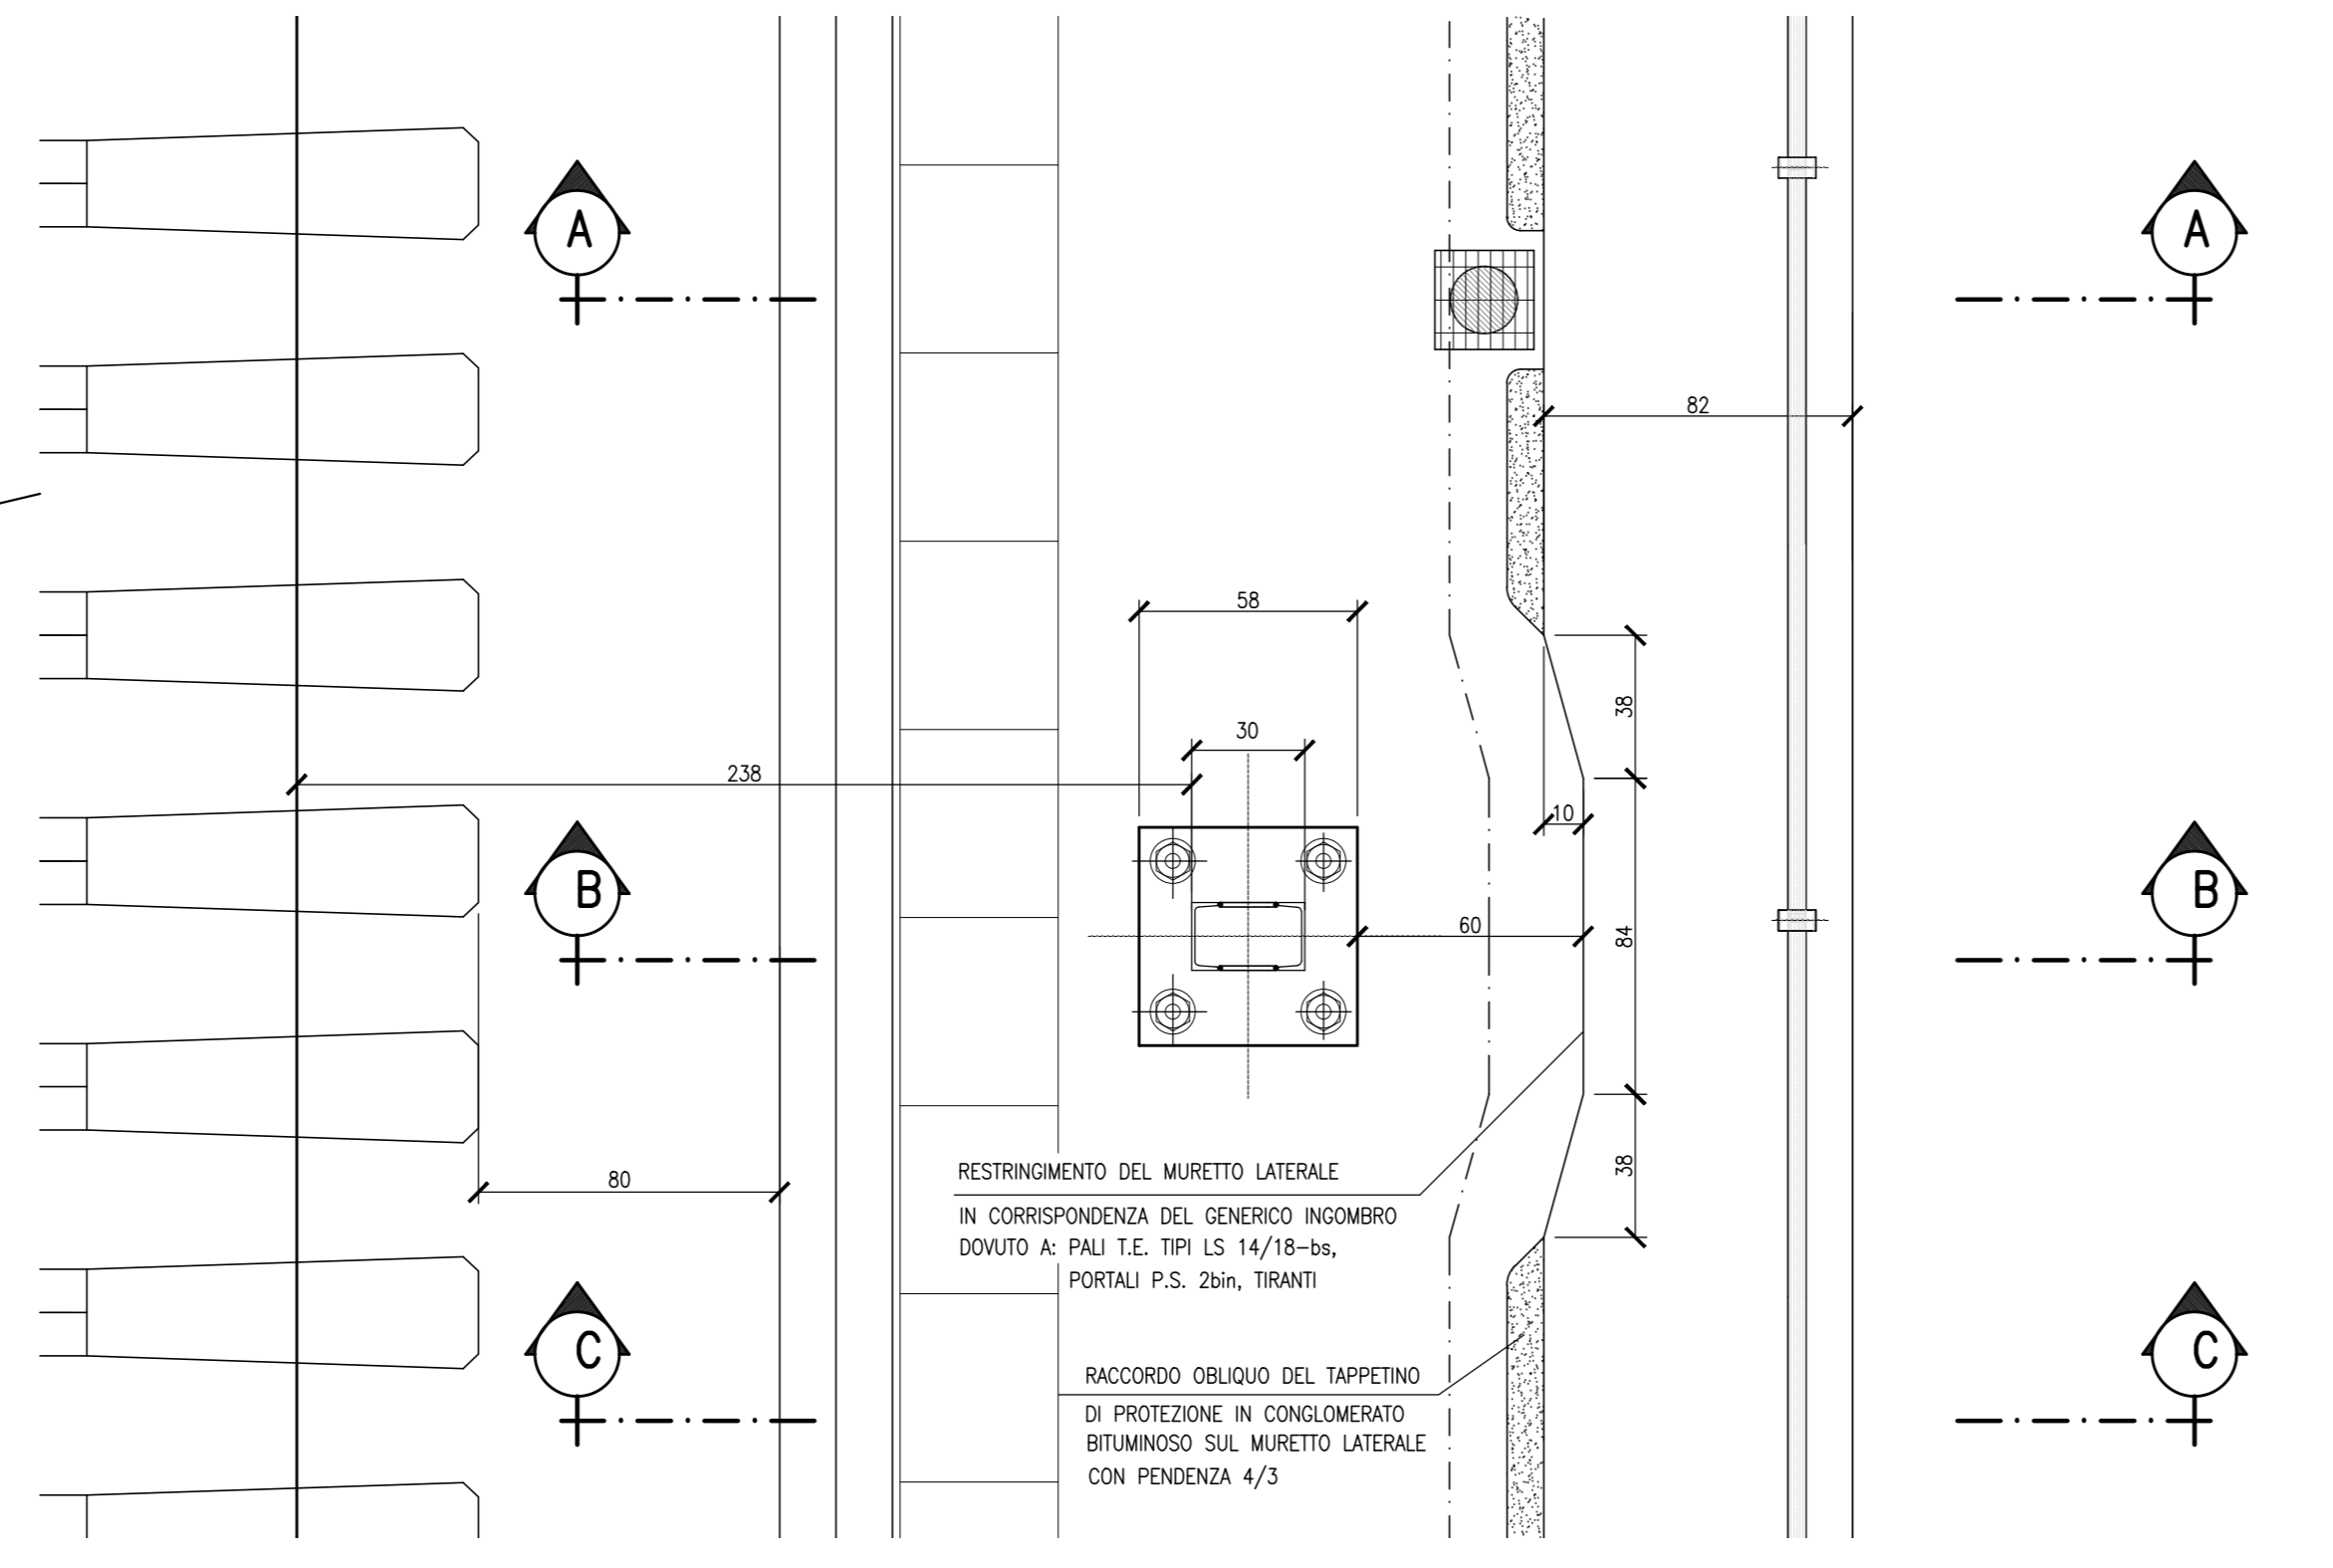 A
A
82
58
38
30
238
10
B
B
60
84
RESTRINGIMENTO DEL MURETTO LATERALE
IN CORRISPONDENZA DEL GENERICO INGOMBRO
DOVUTO A: PALI T.E. TIPI LS 14/18-bs,
PORTALI P.S. 2bin, TIRANTI
80
38
C
C
RACCORDO OBLIQUO DEL TAPPETINO
DI PROTEZIONE IN CONGLOMERATO
BITUMINOSO SUL MURETTO LATERALE
CON PENDENZA 4/3